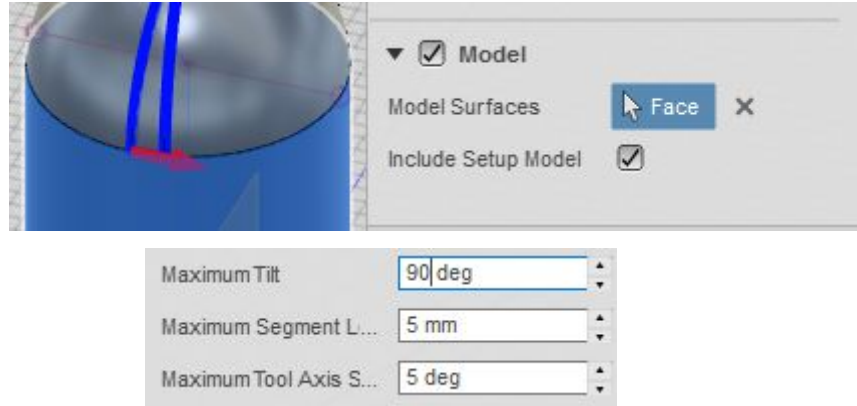 Model
Model Surfaces Face
Include Setup Model
Maximum Tilt 90 deg
Maximum Segment L... 5 mm
Maximum Tool Axis S... 5 deg